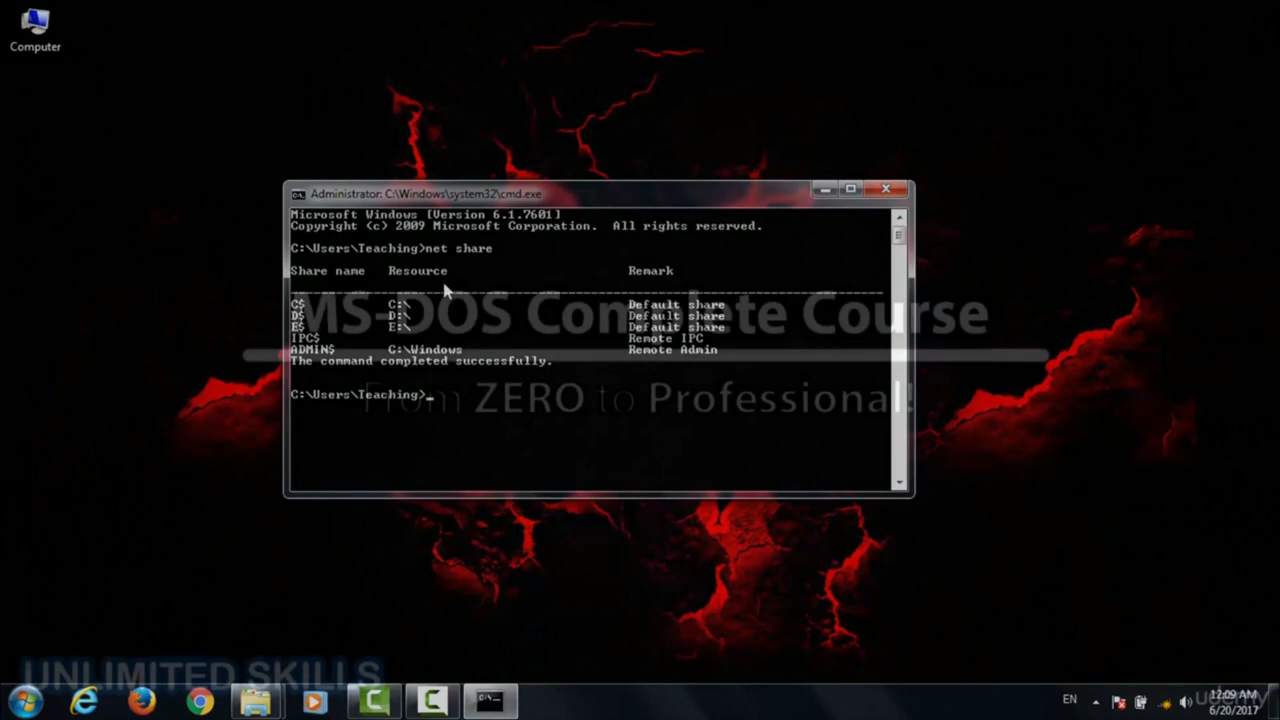 Computer
Administrator: C:\Windows\system32\cmd.exe
Microsoft Windows [Version 6.1.7601]
Copyright (c) 2009 Microsoft Corporation.  All rights reserved.
C:\Users\Teaching>net share
Share name   Resource                        Remark
C$           C:\                             Default share
D$           D:\                             Default share
E$           E:\                             Default share
IPC$                                         Remote IPC
ADMIN$       C:\Windows                      Remote Admin
The command completed successfully.
C:\Users\Teaching>_
MS-DOS Complete Course
From ZERO to Professional !
UNLIMITED SKILLS
EN
12:09 AM
6/20/2017
udemy